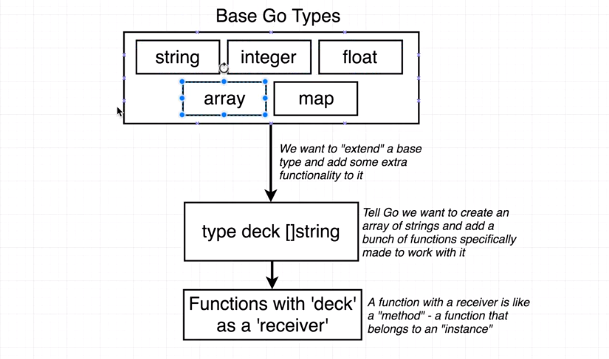 Base Go Types
string integer float
array map
We want to "extend" a base
type and add some extra
functionality to it
type deck []string
Tell Go we want to create an
array of strings and add a
bunch of functions specifically
made to work with it
Functions with 'deck'
as a 'receiver'
A function with a receiver is like
a "method" - a function that
belongs to an "instance"